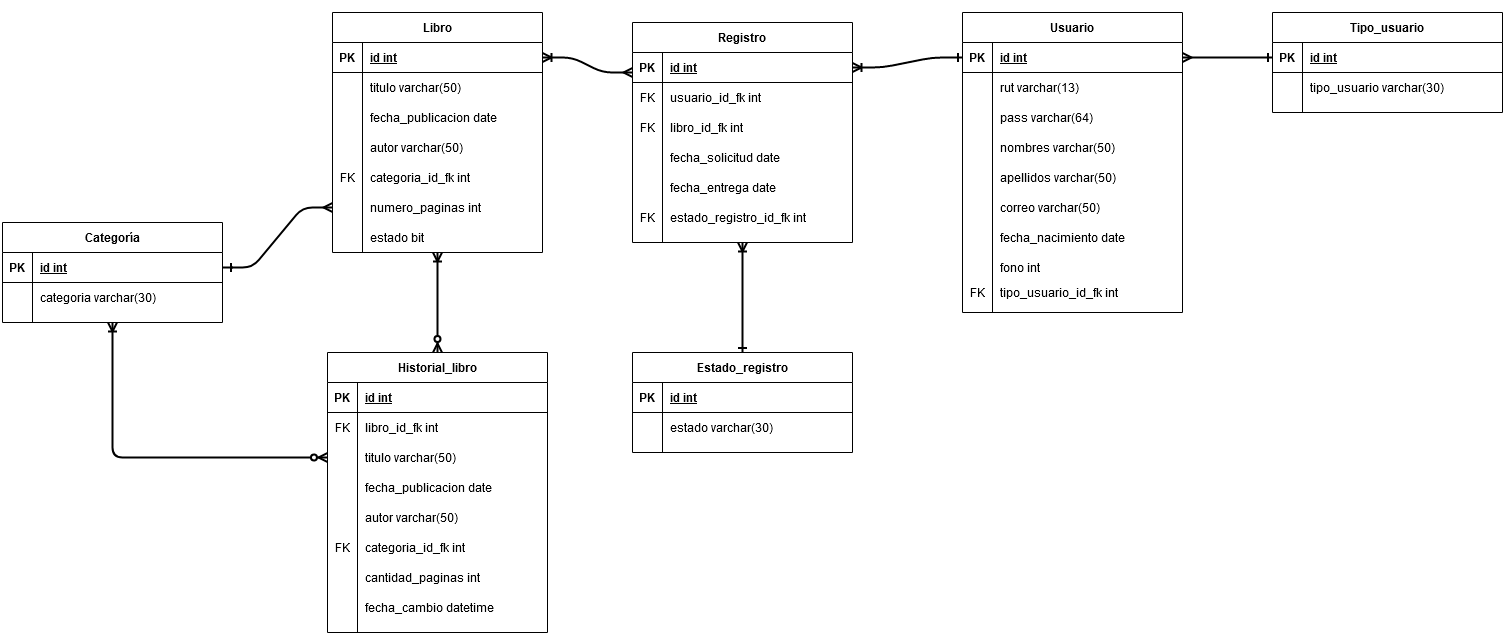 Libro
PK id int
titulo varchar(50)
fecha_publicacion date
autor varchar(50)
FK categoria_id_fk int
numero_paginas int
estado bit
Registro
PK id int
FK usuario_id_fk int
FK libro_id_fk int
fecha_solicitud date
fecha_entrega date
FK estado_registro_id_fk int
Usuario
PK id int
rut varchar(13)
pass varchar(64)
nombres varchar(50)
apellidos varchar(50)
correo varchar(50)
fecha_nacimiento date
fono int
FK tipo_usuario_id_fk int
Tipo_usuario
PK id int
tipo_usuario varchar(30)
Categoría
PK id int
categoria varchar(30)
Historial_libro
PK id int
FK libro_id_fk int
titulo varchar(50)
fecha_publicacion date
autor varchar(50)
FK categoria_id_fk int
cantidad_paginas int
fecha_cambio datetime
Estado_registro
PK id int
estado varchar(30)